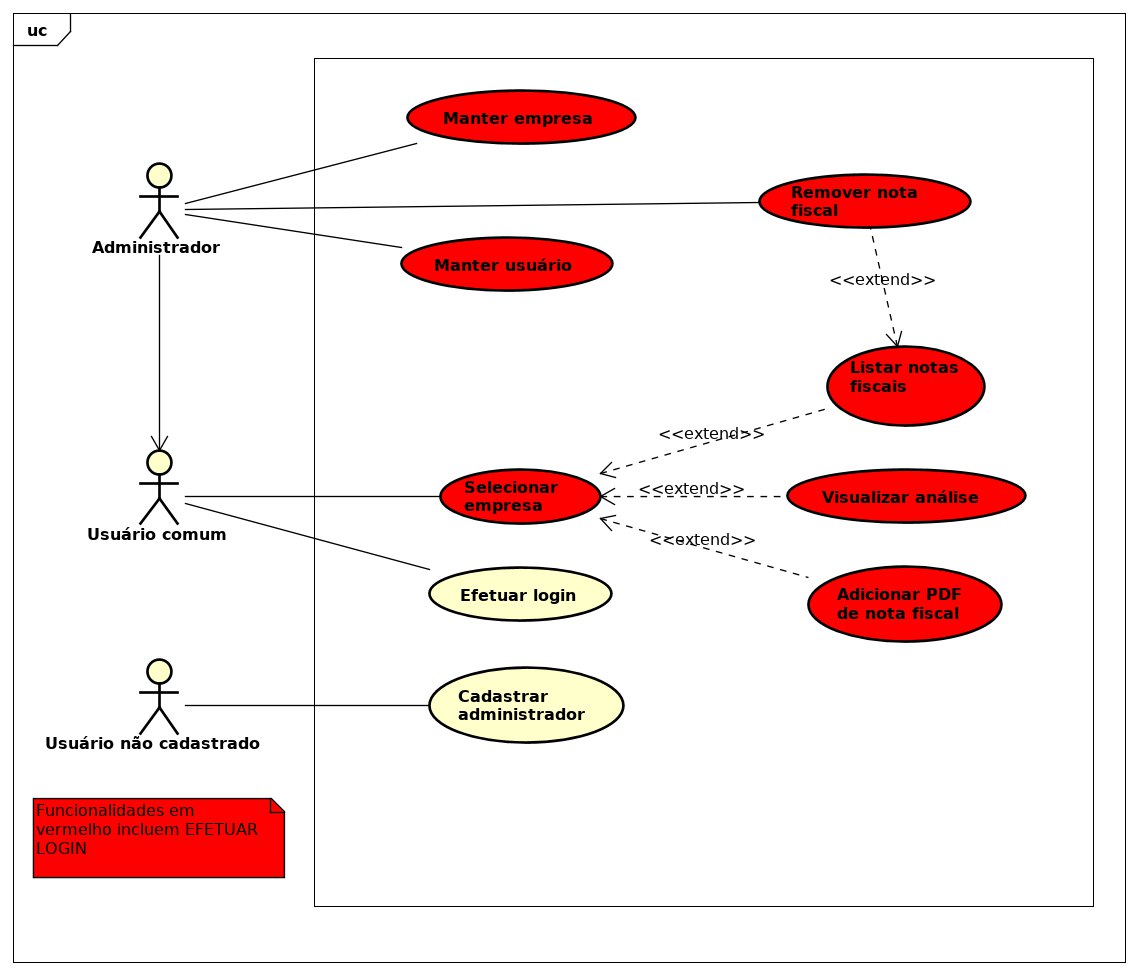 uc
Manter empresa
Remover nota
fiscal
Administrador
Manter usuário
<<extend>>
Listar notas
fiscais
<<extend>>
Selecionar
empresa
<<extend>>
Visualizar análise
Usuário comum
<<extend>>
Efetuar login
Adicionar PDF
de nota fiscal
Cadastrar
administrador
Usuário não cadastrado
Funcionalidades em
vermelho incluem EFETUAR
LOGIN